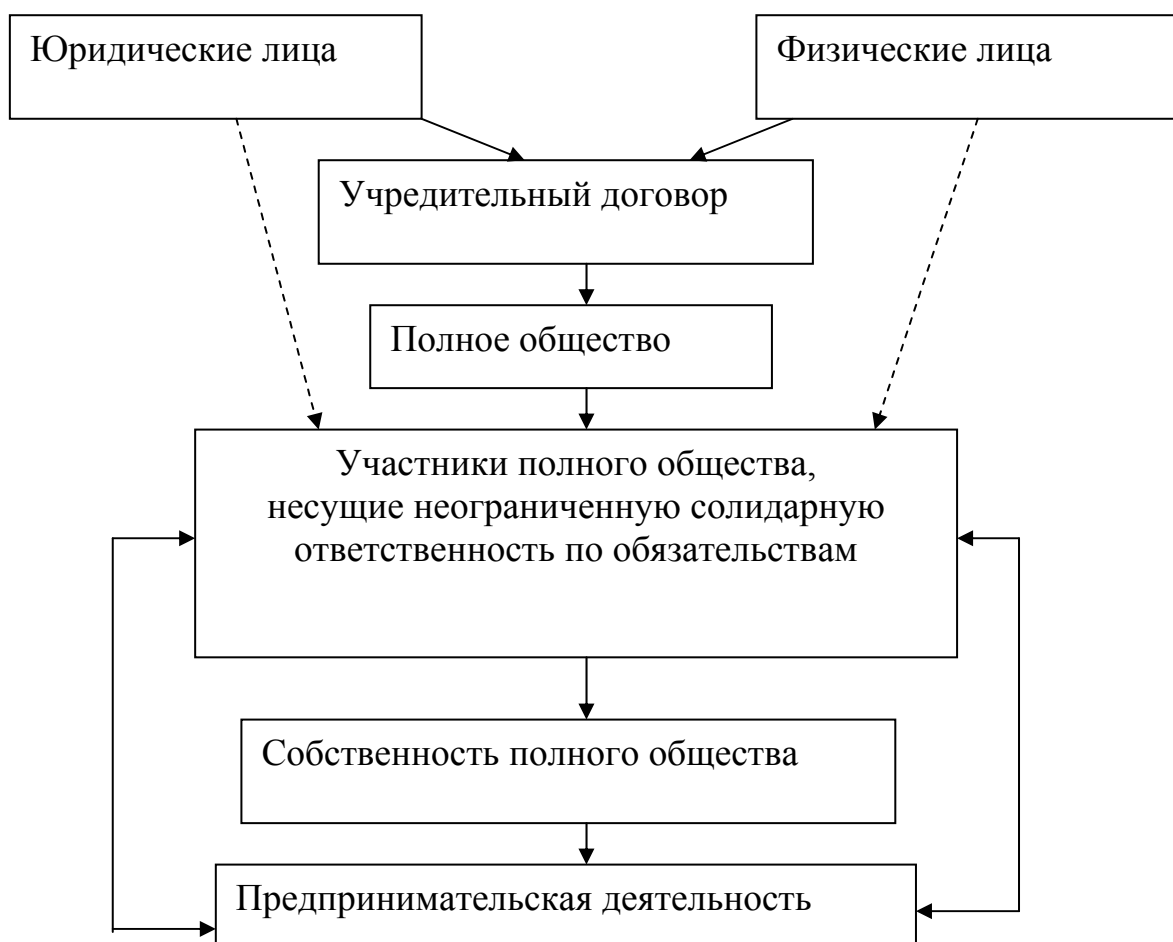 Юридические лица
Физические лица
Учредительный договор
Полное общество
Участники полного общества,
несущие неограниченную солидарную
ответственность по обязательствам
Собственность полного общества
Предпринимательская деятельность